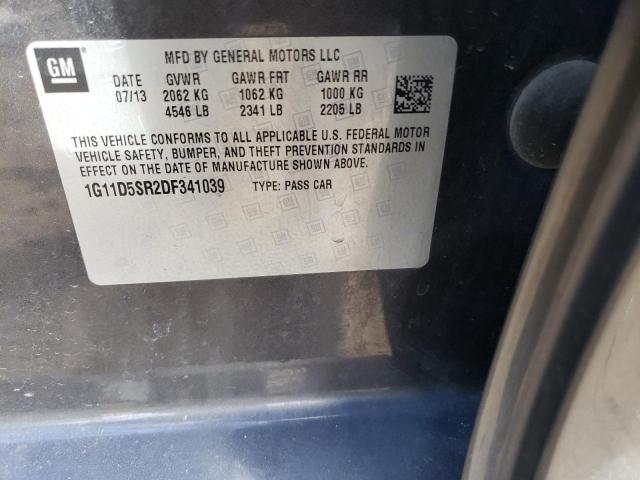 GM
MFD BY GENERAL MOTORS LLC
DATE GVWR GAWR FRT GAWR RR
07/13 2062 KG 1062 KG 1000 KG
4546 LB 2341 LB 2205 LB
THIS VEHICLE CONFORMS TO ALL APPLICABLE U.S. FEDERAL MOTOR
VEHICLE SAFETY, BUMPER, AND THEFT PREVENTION STANDARDS IN
EFFECT ON THE DATE OF MANUFACTURE SHOWN ABOVE.
1G11D5SR2DF341039 TYPE: PASS CAR